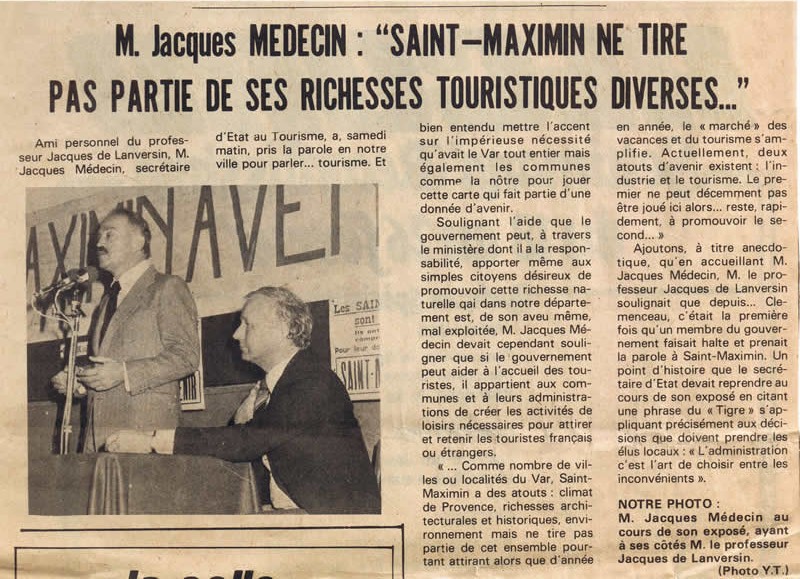 M. Jacques MEDECIN : “SAINT—MAXIMIN NE TIRE
PAS PARTIE DE SES RICHESSES TOURISTIQUES DIVERSES...”
Ami personnel du profes-
seur Jacques de Lanversin, M.
Jacques Médecin, secrétaire
d'Etat au Tourisme, a, samedi
matin, pris la parole en notre
ville pour parler... tourisme. Et
bien entendu mettre l'accent
sur l'impérieuse nécessité
qu'avait le Var tout entier mais
également les communes
comme la nôtre pour jouer
cette carte qui fait partie d'une
donnée d'avenir.
Soulignant l'aide que le
gouvernement peut, à travers
le ministère dont il a la respon-
sabilité, apporter même aux
simples citoyens désireux de
promouvoir cette richesse na-
turelle qai dans notre départe-
ment est, de son aveu même,
mal exploitée, M. Jacques Mé-
decin devait cependant souli-
gner que si le gouvernement
peut aider à l'accueil des tou-
ristes, il appartient aux com-
munes et à leurs administra-
tions de créer les activités de
loisirs nécessaires pour attirer
et retenir les touristes français
ou étrangers.
« ... Comme nombre de vil-
les ou localités du Var, Saint-
Maximin a des atouts : climat
de Provence, richesses archi-
tecturales et historiques, envi-
ronnement mais ne tire pas
partie de cet ensemble pour-
tant attirant alors que d'année
en année, le « marché » des
vacances et du tourisme s'am-
plifie. Actuellement, deux
atouts d'avenir existent : l'in-
dustrie et le tourisme. Le pre-
mier ne peut décemment pas
être joué ici alors... reste, rapi-
dement, à promouvoir le se-
cond... »
Ajoutons, à titre anecdo-
tique, qu'en accueillant M.
Jacques Médecin, M. le profes-
seur Jacques de Lanversin
soulignait que depuis... Cle-
menceau, c'était la première
fois qu'un membre du gouver-
nement faisait halte et prenait
la parole à Saint-Maximin. Un
point d'histoire que le secré-
taire d'Etat devait reprendre au
cours de son exposé en citant
une phrase du « Tigre » s'ap-
pliquant précisément aux déci-
sions que doivent prendre les
élus locaux : « L'administration
c'est l'art de choisir entre les
inconvénients ».
NOTRE PHOTO :
M. Jacques Médecin au
cours de son exposé, ayant
à ses côtés M. le professeur
Jacques de Lanversin.
(Photo Y.T.)
MAXIMIN AVEN
Les SAIN
sont
Pour leur
SAINT-M